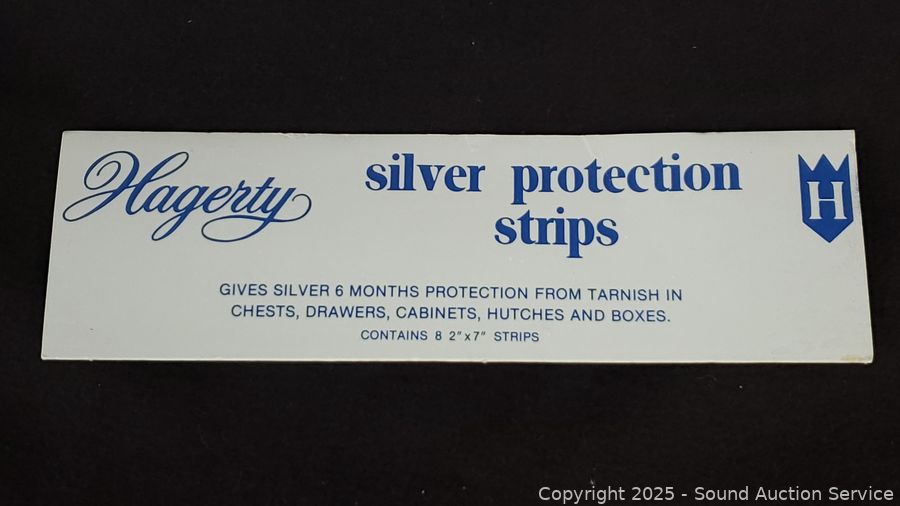 Hagerty
silver protection
strips
H
GIVES SILVER 6 MONTHS PROTECTION FROM TARNISH IN
CHESTS, DRAWERS, CABINETS, HUTCHES AND BOXES.
CONTAINS 8 2"x7" STRIPS
Copyright 2025 - Sound Auction Service